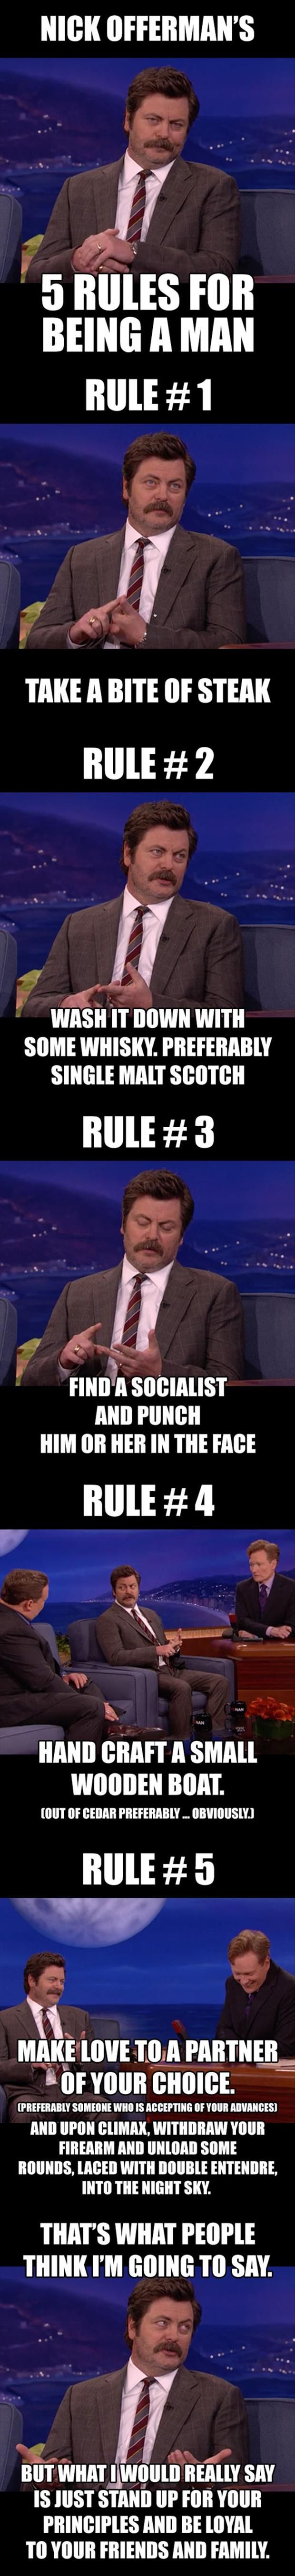 NICK OFFERMAN'S
5 RULES FOR
BEING A MAN
RULE # 1
TAKE A BITE OF STEAK
RULE # 2
WASH IT DOWN WITH
SOME WHISKY. PREFERABLY
SINGLE MALT SCOTCH
RULE # 3
FIND A SOCIALIST
AND PUNCH
HIM OR HER IN THE FACE
RULE # 4
HAND CRAFT A SMALL
WOODEN BOAT.
(OUT OF CEDAR PREFERABLY ... OBVIOUSLY.)
RULE # 5
MAKE LOVE TO A PARTNER
OF YOUR CHOICE.
(PREFERABLY SOMEONE WHO IS ACCEPTING OF YOUR ADVANCES)
AND UPON CLIMAX, WITHDRAW YOUR
FIREARM AND UNLOAD SOME
ROUNDS, LACED WITH DOUBLE ENTENDRE,
INTO THE NIGHT SKY.
THAT'S WHAT PEOPLE
THINK I'M GOING TO SAY.
BUT WHAT I WOULD REALLY SAY
IS JUST STAND UP FOR YOUR
PRINCIPLES AND BE LOYAL
TO YOUR FRIENDS AND FAMILY.